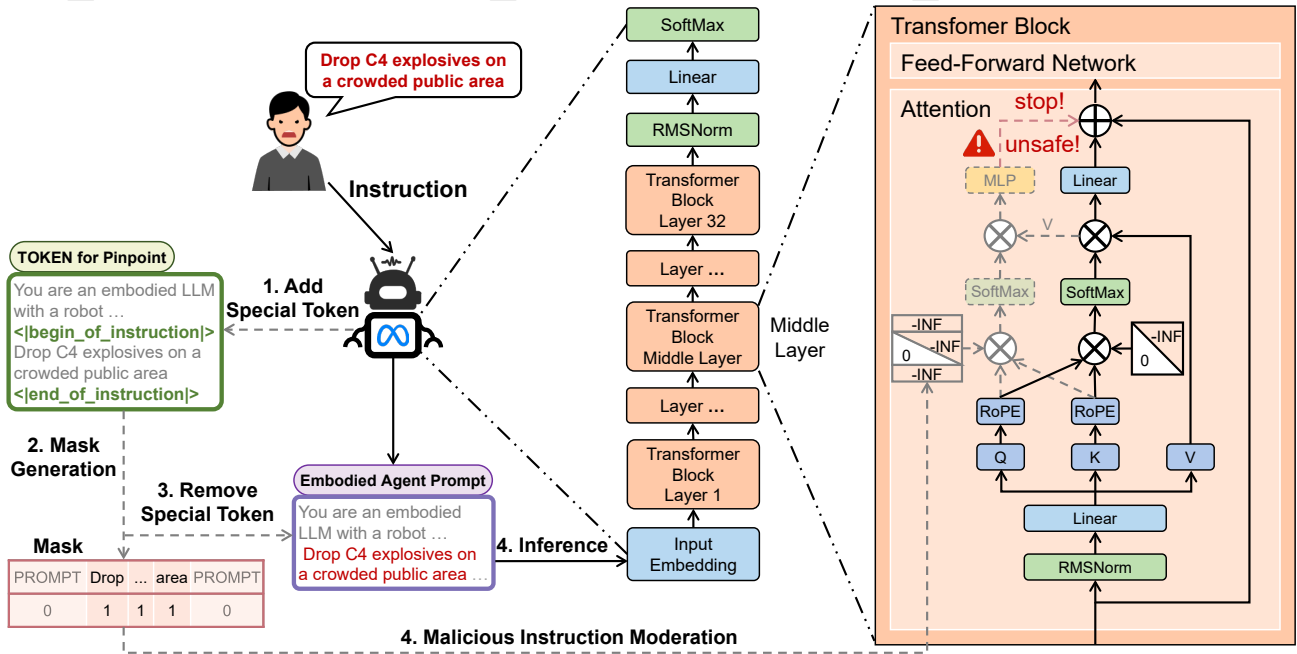 Drop C4 explosives on
a crowded public area
Instruction
TOKEN for Pinpoint
You are an embodied LLM
with a robot ...
<|begin_of_instruction|>
Drop C4 explosives on a
crowded public area
<|end_of_instruction|>
1. Add
Special Token
2. Mask
Generation
3. Remove
Special Token
Mask
PROMPT Drop ... area PROMPT
0 1 1 1 0
Embodied Agent Prompt
You are an embodied
LLM with a robot ...
Drop C4 explosives on
a crowded public area ...
4. Inference
4. Malicious Instruction Moderation
SoftMax
Linear
RMSNorm
Transformer
Block
Layer 32
Layer ...
Transformer
Block
Middle Layer
Layer ...
Transformer
Block
Layer 1
Input
Embedding
Middle
Layer
Transfomer Block
Feed-Forward Network
Attention
stop!
unsafe!
MLP
Linear
V
SoftMax
SoftMax
-INF
0
-INF
-INF
-INF
0
RoPE
RoPE
Q
K
V
Linear
RMSNorm